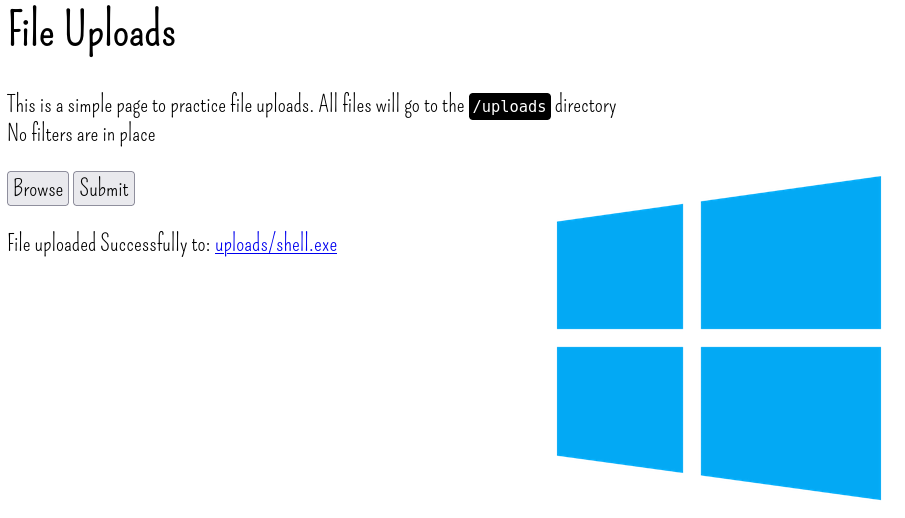 File Uploads
This is a simple page to practice file uploads. All files will go to the /uploads directory
No filters are in place
Browse Submit
File uploaded Successfully to: uploads/shell.exe